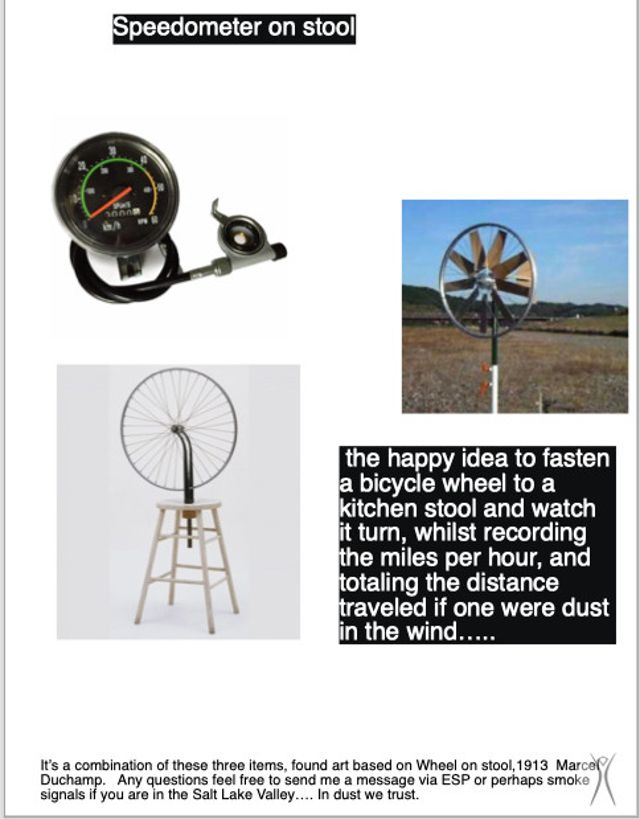 Speedometer on stool
the happy idea to fasten
a bicycle wheel to a
kitchen stool and watch
it turn, whilst recording
the miles per hour, and
totaling the distance
traveled if one were dust
in the wind.....
It's a combination of these three items, found art based on Wheel on stool,1913 Marcel
Duchamp. Any questions feel free to send me a message via ESP or perhaps smoke
signals if you are in the Salt Lake Valley.... In dust we trust.